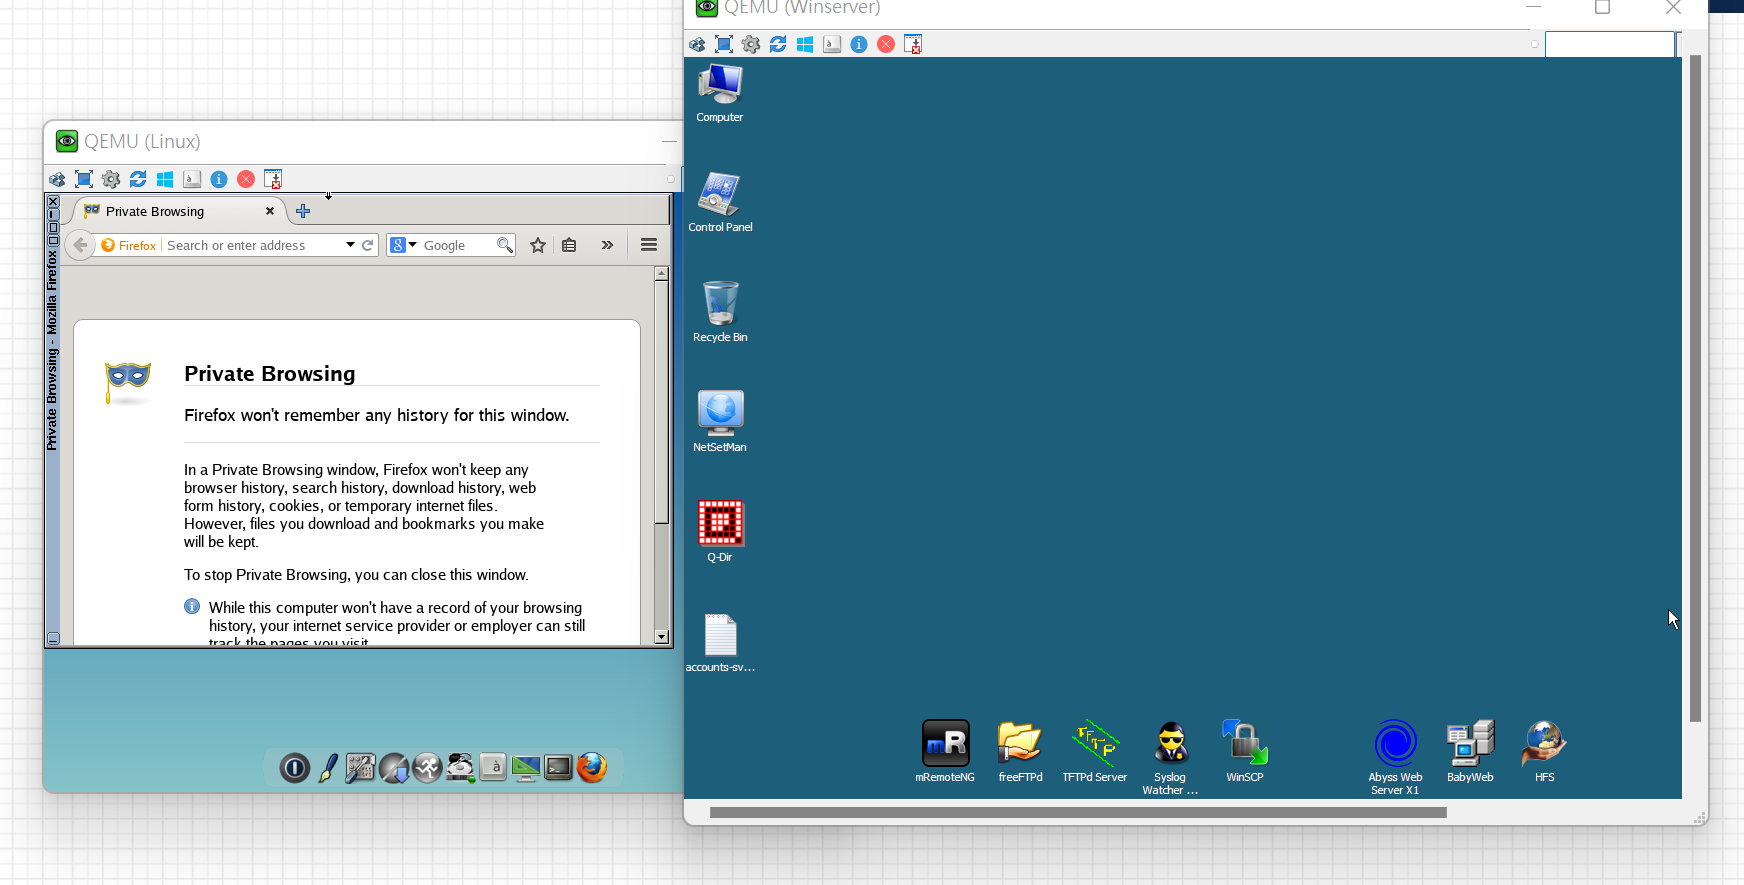 QEMU (Winserver)
Computer
Control Panel
Recycle Bin
NetSetMan
Q-Dir
accounts-sv...
mRemoteNG
freeFTPd
TFTP
TFTPd Server
Syslog
Watcher ...
WinSCP
Abyss Web
Server X1
BabyWeb
HFS
mR
QEMU (Linux)
Private Browsing - Mozilla Firefox
Private Browsing
Firefox
Search or enter address
8
Google
Private Browsing
Firefox won't remember any history for this window.
In a Private Browsing window, Firefox won't keep any
browser history, search history, download history, web
form history, cookies, or temporary internet files.
However, files you download and bookmarks you make
will be kept.
To stop Private Browsing, you can close this window.
While this computer won't have a record of your browsing
history, your internet service provider or employer can still
track the pages you visit.